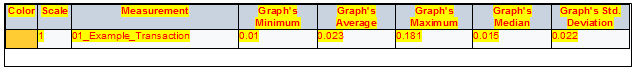 Color Scale Measurement Graph's Minimum Graph's Average Graph's Maximum Graph's Median Graph's Std. Deviation
1 01_Example_Transaction 0.01 0.023 0.181 0.015 0.022